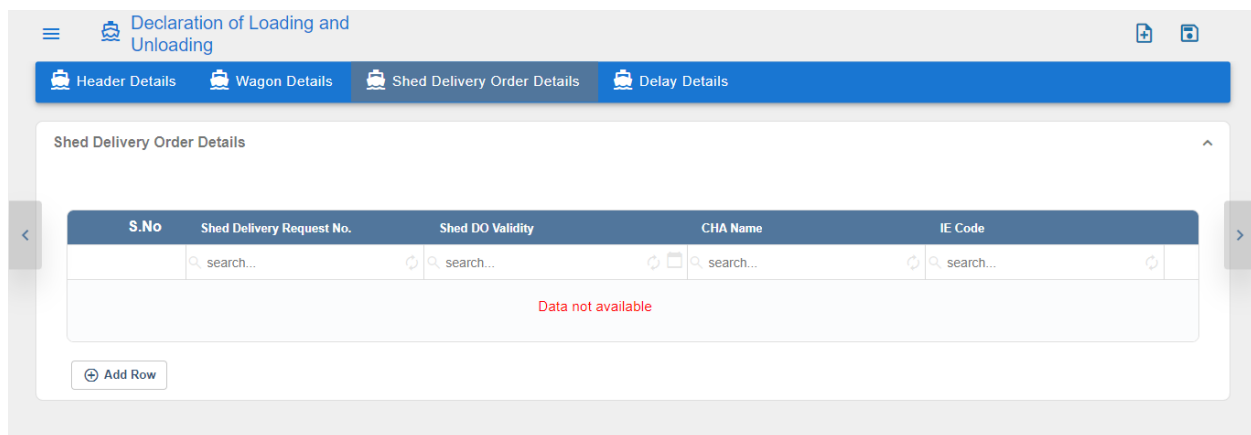 Declaration of Loading and
Unloading
Header Details Wagon Details Shed Delivery Order Details Delay Details
Shed Delivery Order Details
S.No Shed Delivery Request No. Shed DO Validity CHA Name IE Code
search... search... search... search...
Data not available
Add Row